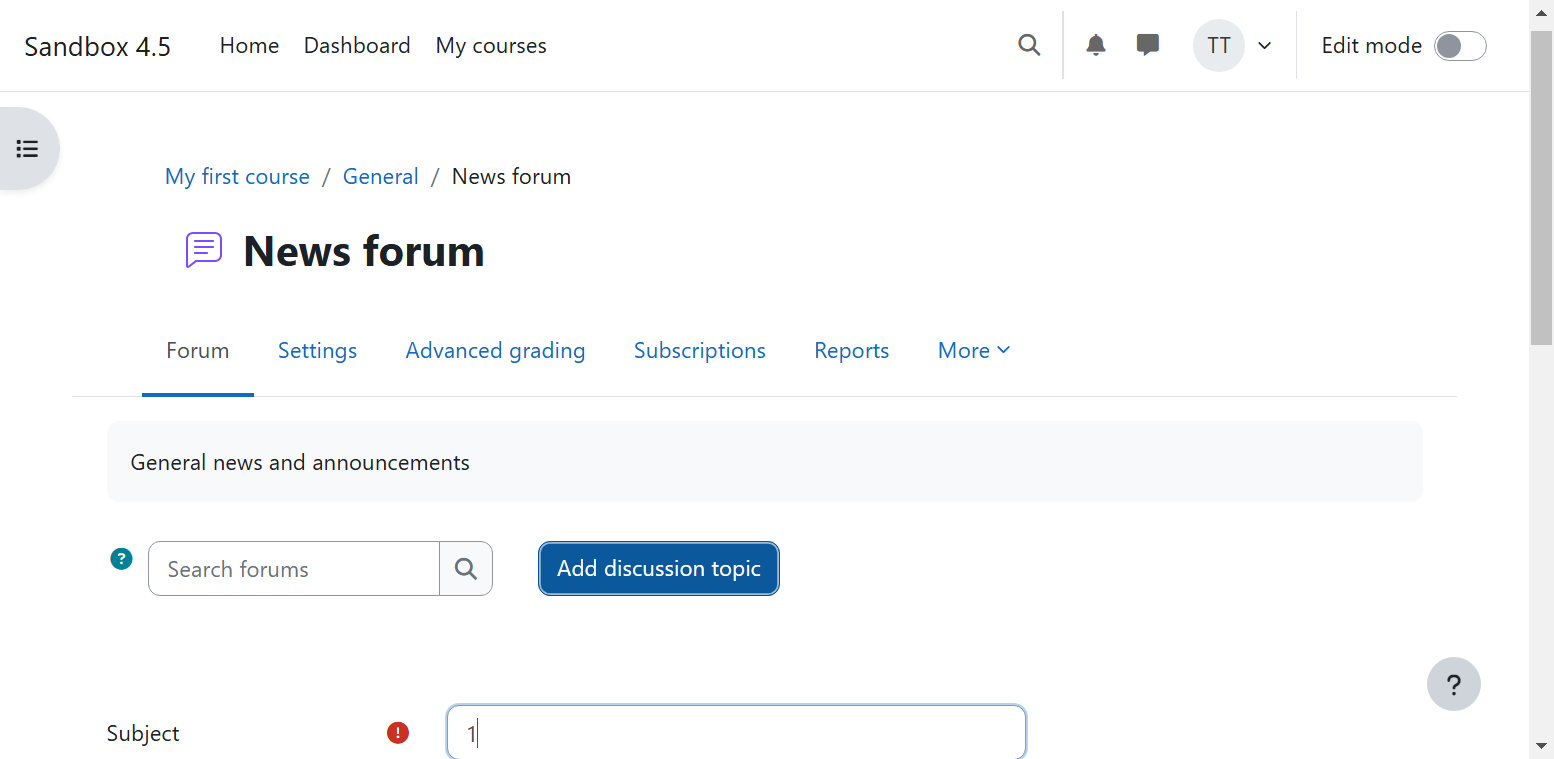 Sandbox 4.5 Home Dashboard My courses TT Edit mode
My first course / General / News forum
News forum
Forum Settings Advanced grading Subscriptions Reports More
General news and announcements
? Search forums Add discussion topic
?
Subject ! 1